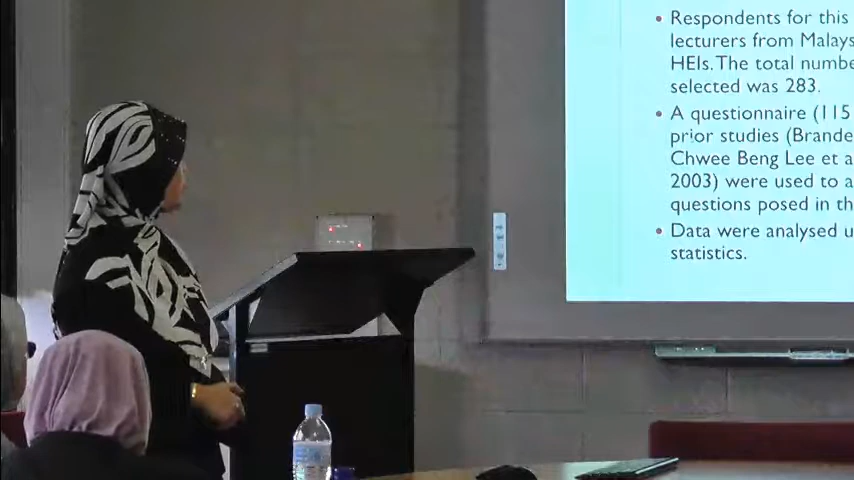 • Respondents for this
lecturers from Malays
HEIs. The total numbe
selected was 283.
• A questionnaire (115
prior studies (Brande
Chwee Beng Lee et a
2003) were used to a
questions posed in th
• Data were analysed u
statistics.